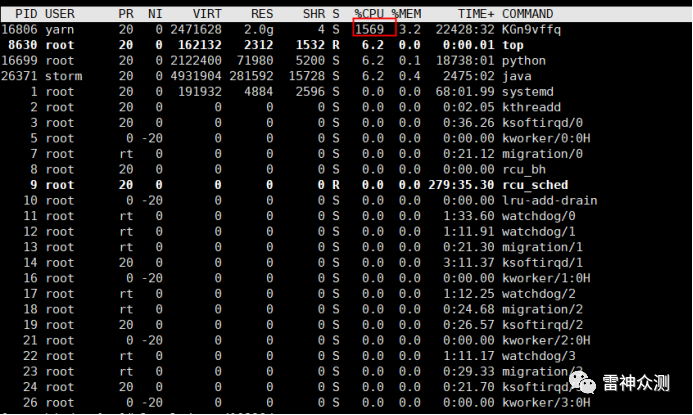 PID USER PR NI VIRT RES SHR S %CPU %MEM TIME+ COMMAND
16806 yarn 20 0 2471628 2.0g 4 S 1569 3.2 22428:32 KGn9vffq
8630 root 20 0 162132 2312 1532 R 6.2 0.0 0:00.01 top
16699 root 20 0 2122400 71980 5200 S 6.2 0.1 18738:01 python
26371 storm 20 0 4931904 281592 15728 S 6.2 0.4 2475:02 java
1 root 20 0 191932 4884 2596 S 0.0 0.0 68:01.99 systemd
2 root 20 0 0 0 0 S 0.0 0.0 0:02.05 kthreadd
3 root 20 0 0 0 0 S 0.0 0.0 0:36.26 ksoftirqd/0
5 root 0 -20 0 0 0 S 0.0 0.0 0:00.00 kworker/0:0H
7 root rt 0 0 0 0 S 0.0 0.0 0:21.12 migration/0
8 root 20 0 0 0 0 S 0.0 0.0 0:00.00 rcu_bh
9 root 20 0 0 0 0 R 0.0 0.0 279:35.30 rcu_sched
10 root 0 -20 0 0 0 S 0.0 0.0 0:00.00 lru-add-drain
11 root rt 0 0 0 0 S 0.0 0.0 1:33.60 watchdog/0
12 root rt 0 0 0 0 S 0.0 0.0 1:11.91 watchdog/1
13 root rt 0 0 0 0 S 0.0 0.0 0:21.30 migration/1
14 root 20 0 0 0 0 S 0.0 0.0 3:11.37 ksoftirqd/1
16 root 0 -20 0 0 0 S 0.0 0.0 0:00.00 kworker/1:0H
17 root rt 0 0 0 0 S 0.0 0.0 1:12.25 watchdog/2
18 root rt 0 0 0 0 S 0.0 0.0 0:24.68 migration/2
19 root 20 0 0 0 0 S 0.0 0.0 0:26.57 ksoftirqd/2
21 root 0 -20 0 0 0 S 0.0 0.0 0:00.00 kworker/2:0H
22 root rt 0 0 0 0 S 0.0 0.0 1:11.17 watchdog/3
23 root rt 0 0 0 0 S 0.0 0.0 0:29.33 migration/3
24 root 20 0 0 0 0 S 0.0 0.0 0:21.70 ksoftirqd/
26 root 0 -20 0 0 0 S 0.0 0.0 0:00.00 kworker/3:0H
雷神众测